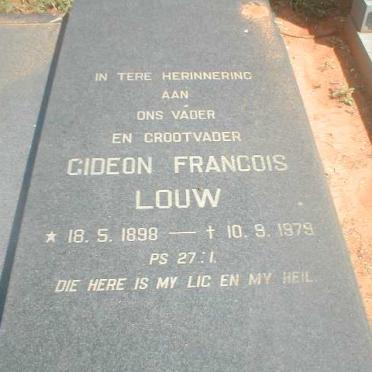 IN TERE HERINNERING
AAN
ONS VADER
EN GROOTVADER
GIDEON FRANCOIS
LOUW
* 18. 5. 1898 — † 10. 9. 1979
PS 27:1.
DIE HERE IS MY LIG EN MY HEIL.